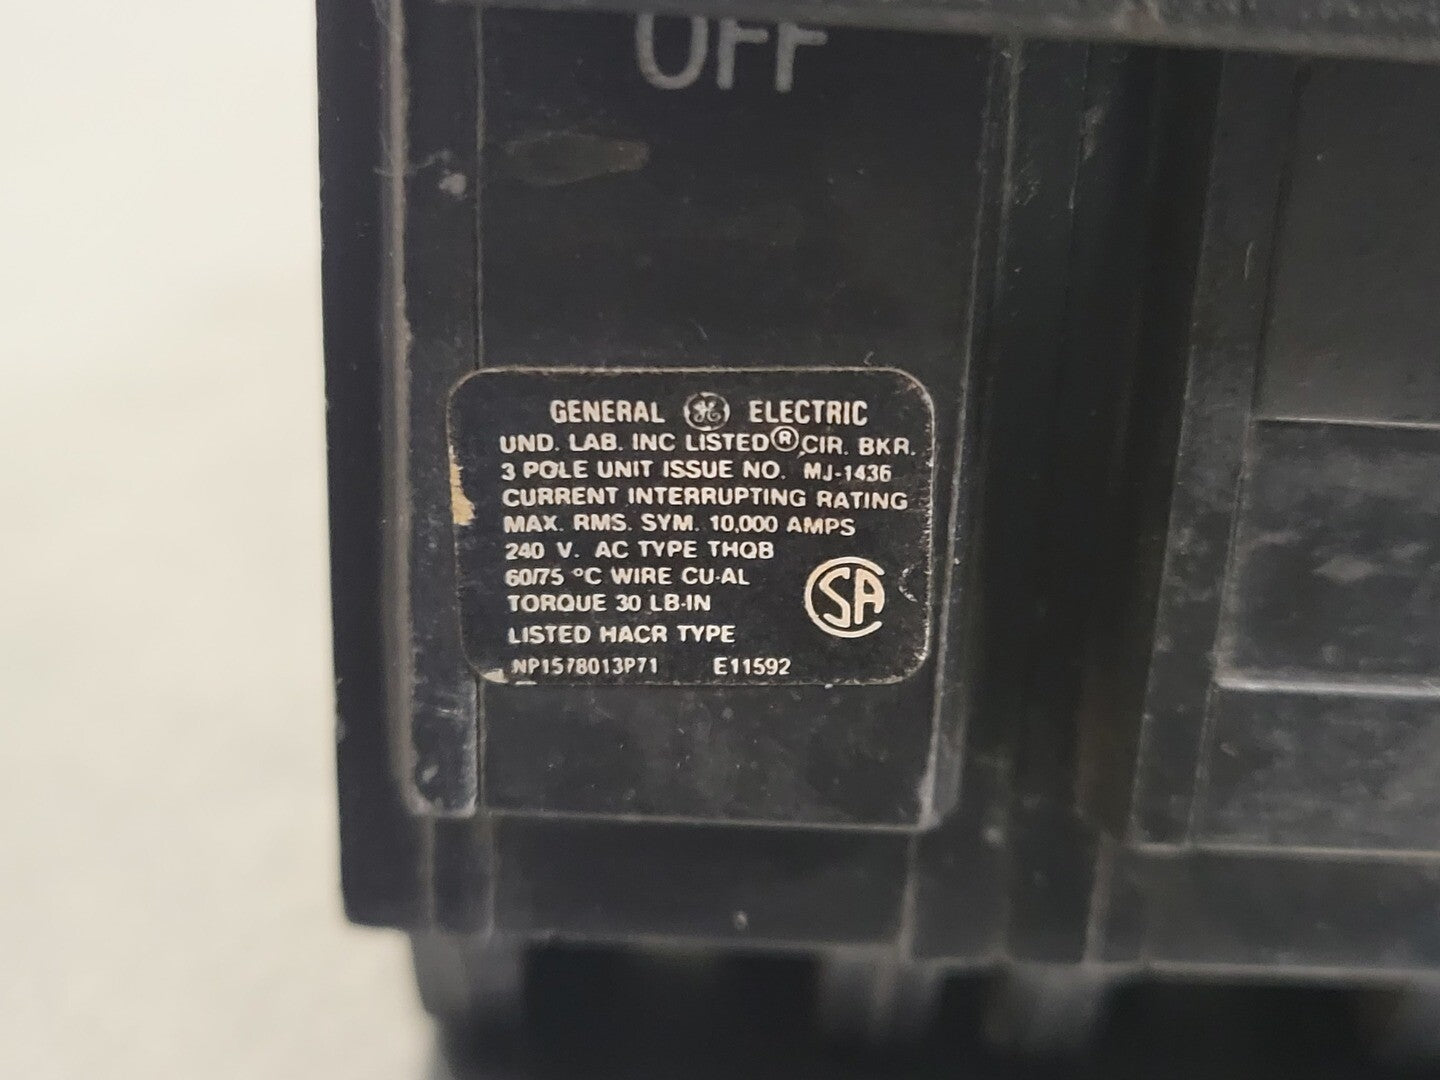 OFF
GENERAL GE ELECTRIC
UND. LAB. INC LISTED® CIR. BKR.
3 POLE UNIT ISSUE NO. MJ-1436
CURRENT INTERRUPTING RATING
MAX. RMS. SYM. 10,000 AMPS
240 V. AC TYPE THQB
60/75 °C WIRE CU-AL
TORQUE 30 LB-IN
LISTED HACR TYPE
NP1578013P71 E11592
CSA